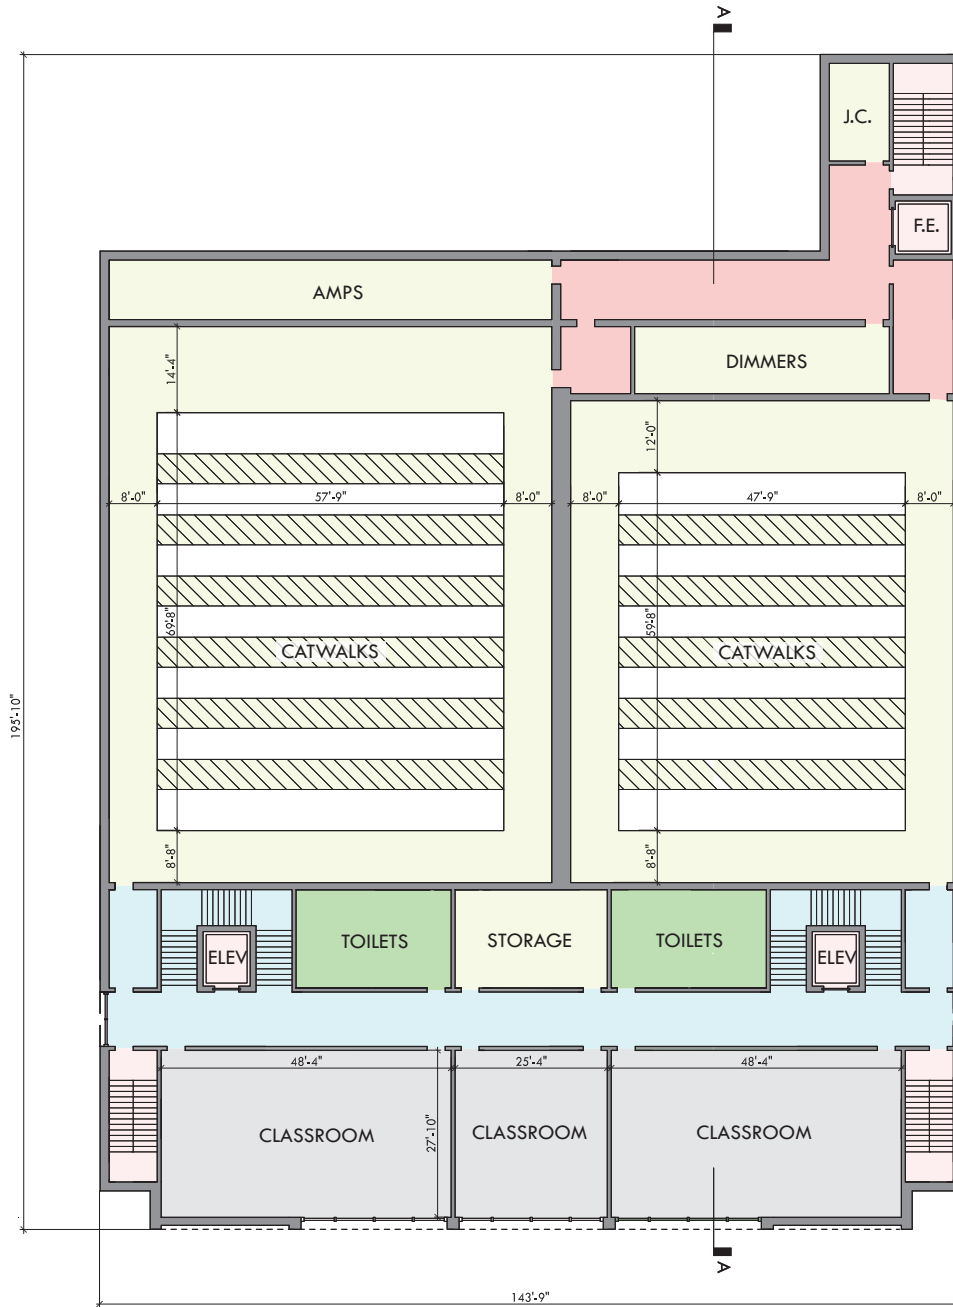 A
J.C.
F.E.
AMPS
DIMMERS
14'-4"
12'-0"
8'-0"
57'-9"
8'-0"
8'-0"
47'-9"
8'-0"
69'-8"
59'-8"
CATWALKS
CATWALKS
195'-10"
8'-8"
8'-8"
ELEV
TOILETS
STORAGE
TOILETS
ELEV
48'-4"
25'-4"
48'-4"
27'-10"
CLASSROOM
CLASSROOM
CLASSROOM
A
143'-9"